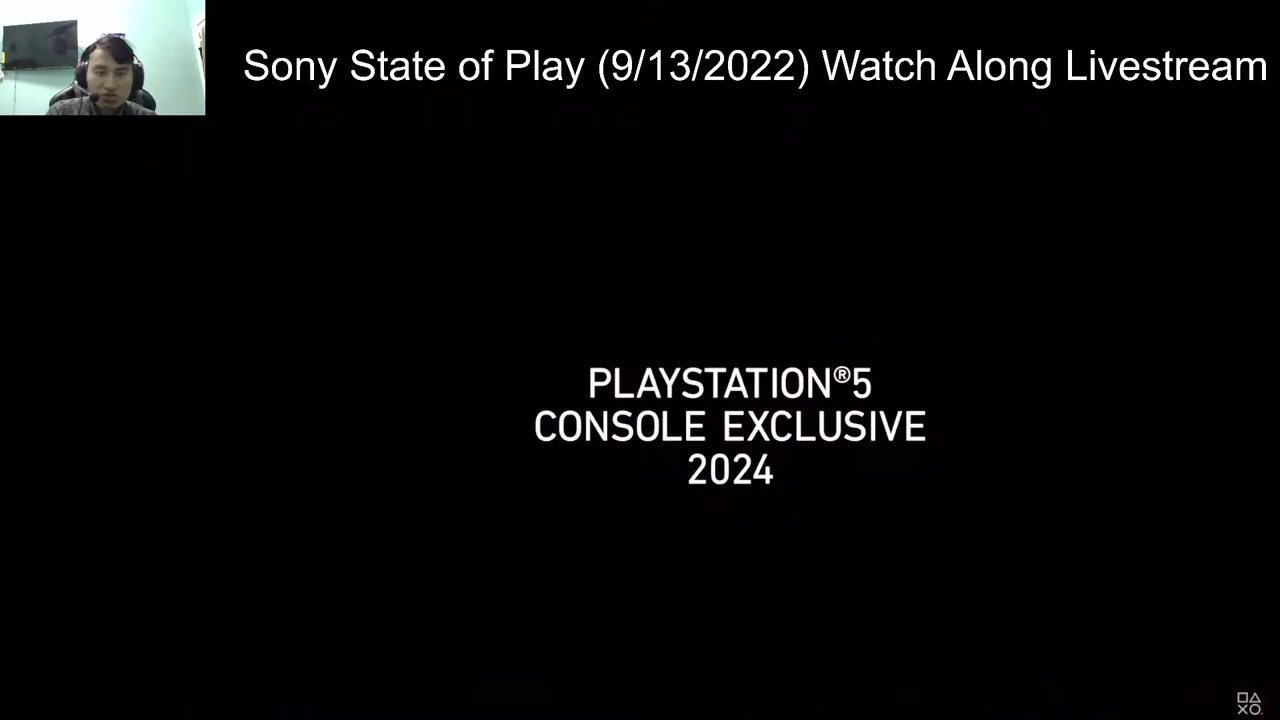 Sony State of Play (9/13/2022) Watch Along Livestream
PLAYSTATION®5
CONSOLE EXCLUSIVE
2024